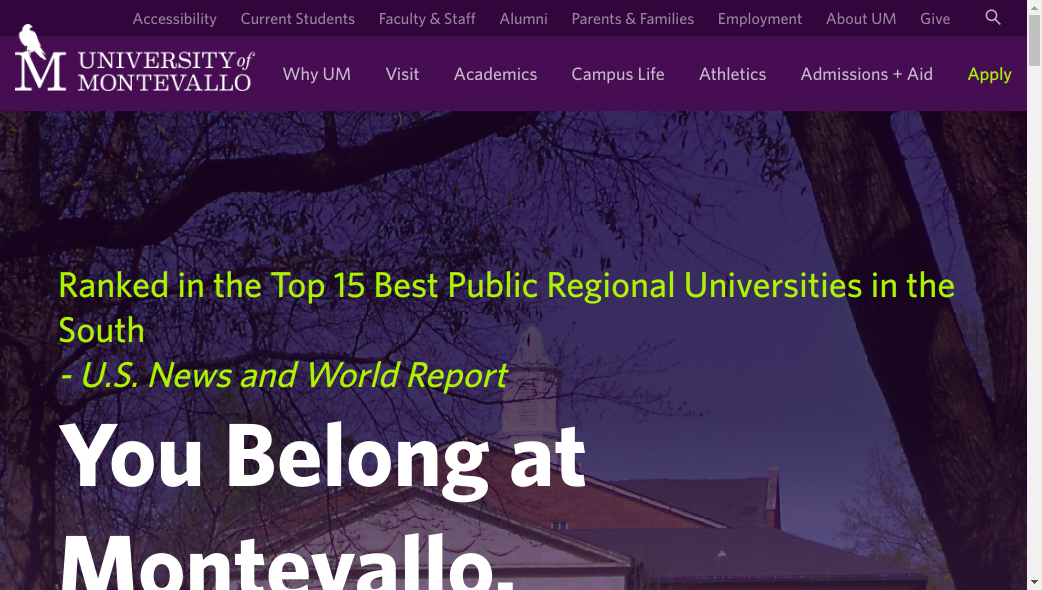 Accessibility Current Students Faculty & Staff Alumni Parents & Families Employment About UM Give
UNIVERSITY of
MONTEVALLO
M
Why UM Visit Academics Campus Life Athletics Admissions + Aid Apply
Ranked in the Top 15 Best Public Regional Universities in the
South
- U.S. News and World Report
You Belong at
Montevallo.